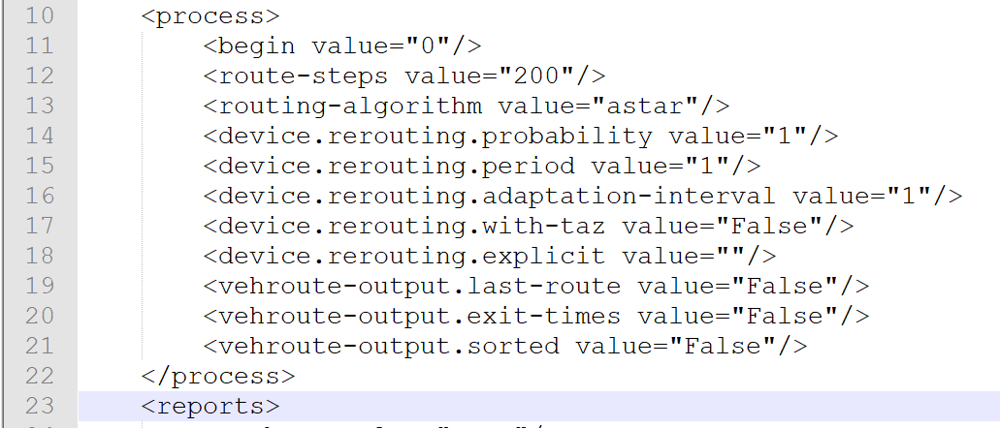 10 <process>
11 <begin value="0"/>
12 <route-steps value="200"/>
13 <routing-algorithm value="astar"/>
14 <device.rerouting.probability value="1"/>
15 <device.rerouting.period value="1"/>
16 <device.rerouting.adaptation-interval value="1"/>
17 <device.rerouting.with-taz value="False"/>
18 <device.rerouting.explicit value=""/>
19 <vehroute-output.last-route value="False"/>
20 <vehroute-output.exit-times value="False"/>
21 <vehroute-output.sorted value="False"/>
22 </process>
23 <reports>